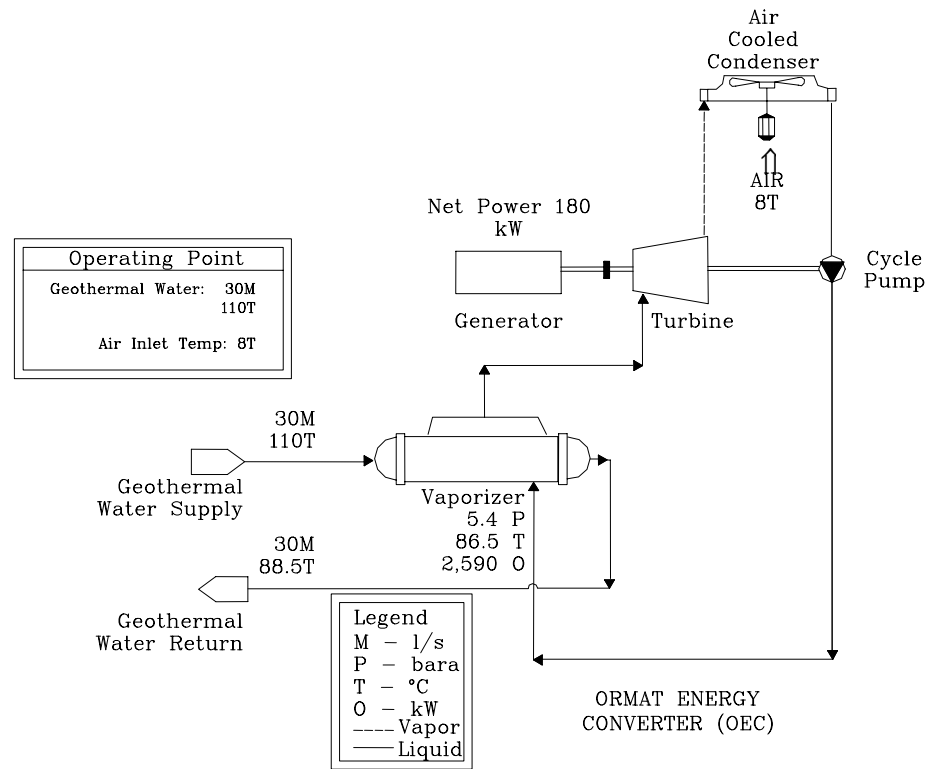 Air
Cooled
Condenser
AIR
8T
Net Power 180
kW
Cycle
Pump
Generator
Turbine
Operating Point
Geothermal Water: 30M
110T
Air Inlet Temp: 8T
30M
110T
Geothermal
Water Supply
Vaporizer
5.4 P
86.5 T
2,590 O
30M
88.5T
Geothermal
Water Return
Legend
M – l/s
P – bara
T – °C
O – kW
---- Vapor
—— Liquid
ORMAT ENERGY
CONVERTER (OEC)